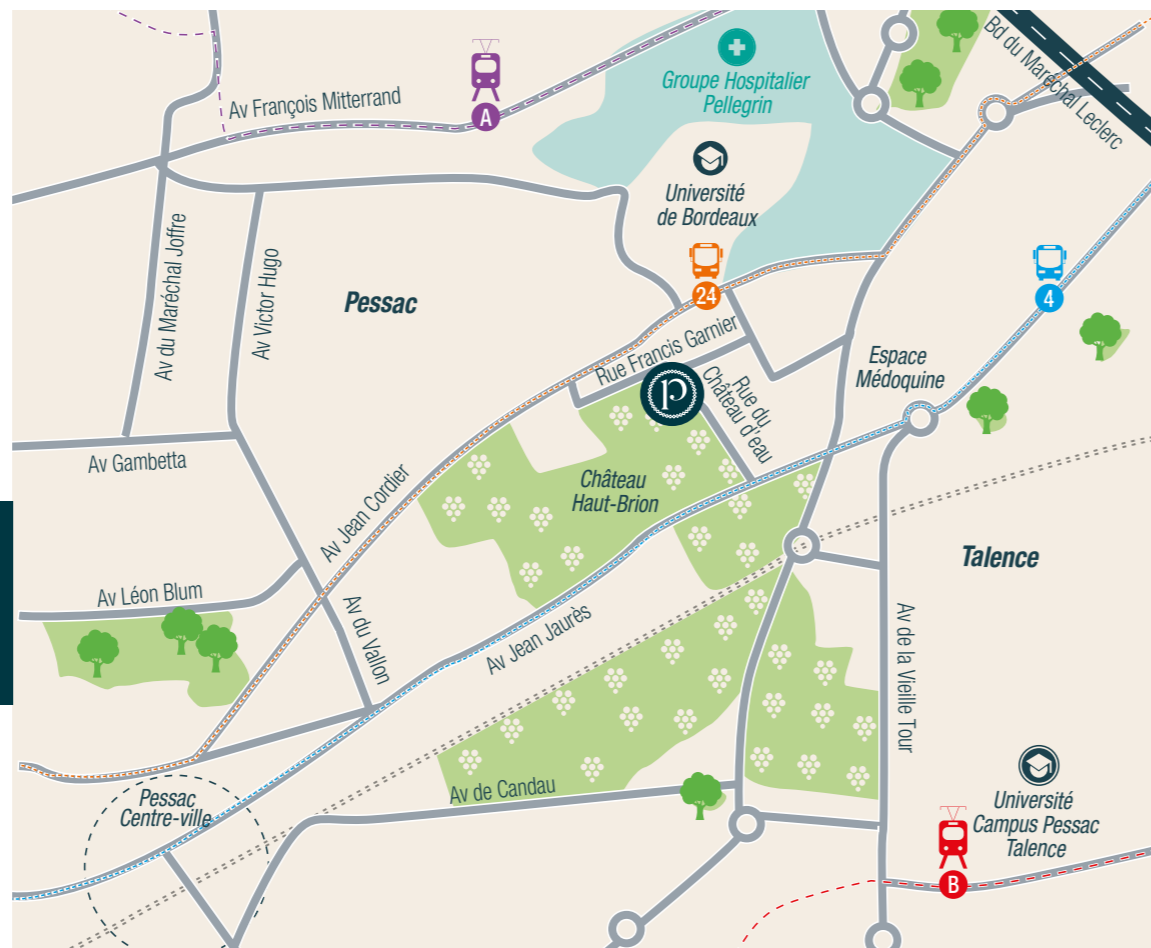 Bd du Maréchal Leclerc
Groupe Hospitalier
Pellegrin
Av François Mitterrand
A
Université
de Bordeaux
Av du Maréchal Joffre
Av Victor Hugo
Pessac
24
4
Rue Francis Garnier
Espace
Médoquine
Rue du
Château d'eau
Av Gambetta
Château
Haut-Brion
Av Jean Cordier
Talence
Av Léon Blum
Av du Vallon
Av Jean Jaurès
Av de la Vieille Tour
Av de Candau
Pessac
Centre-ville
Université
Campus Pessac
Talence
B